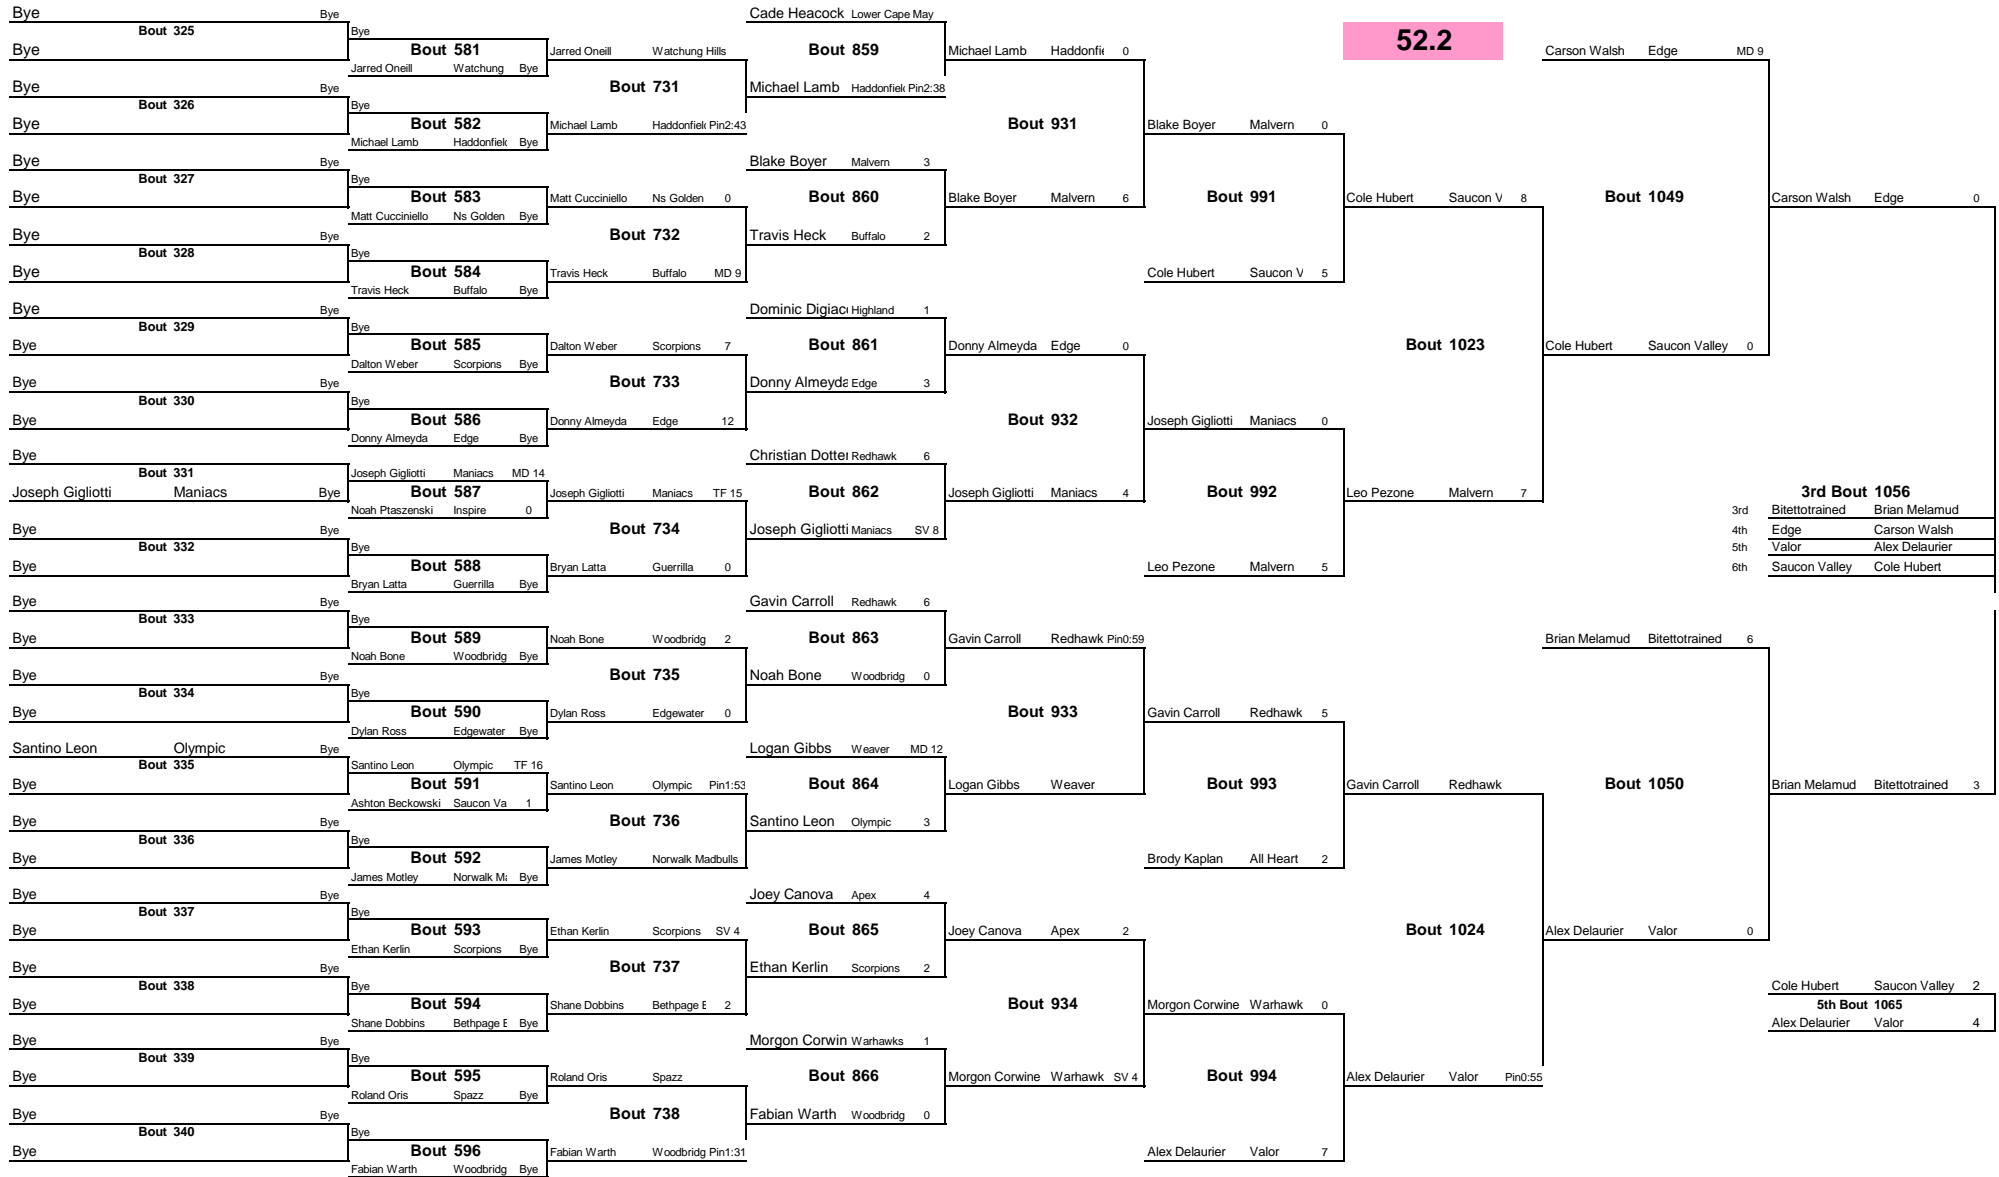 Bye Bye
Bout 325
Bye
Bye Bye
Bout 326
Bye
Bye Bye
Bout 327
Bye
Bye Bye
Bout 328
Bye
Bye Bye
Bout 329
Bye
Bye Bye
Bout 330
Bye
Bye
Bout 331
Joseph Gigliotti Maniacs Bye
Bye Bye
Bout 332
Bye
Bye Bye
Bout 333
Bye
Bye Bye
Bout 334
Bye
Santino Leon Olympic Bye
Bout 335
Bye
Bye Bye
Bout 336
Bye
Bye Bye
Bout 337
Bye
Bye Bye
Bout 338
Bye
Bye Bye
Bout 339
Bye
Bye Bye
Bout 340
Bye
Bye
Bout 581
Jarred Oneill Watchung Bye
Bye
Bout 582
Michael Lamb Haddonfiel Bye
Bye
Bout 583
Matt Cucciniello Ns Golden Bye
Bye
Bout 584
Travis Heck Buffalo Bye
Bye
Bout 585
Dalton Weber Scorpions Bye
Bye
Bout 586
Donny Almeyda Edge Bye
Joseph Gigliotti Maniacs MD 14
Bout 587
Noah Ptaszenski Inspire 0
Bye
Bout 588
Bryan Latta Guerrilla Bye
Bye
Bout 589
Noah Bone Woodbridg Bye
Bye
Bout 590
Dylan Ross Edgewater Bye
Santino Leon Olympic TF 16
Bout 591
Ashton Beckowski Saucon Va 1
Bye
Bout 592
James Motley Norwalk Ma Bye
Bye
Bout 593
Ethan Kerlin Scorpions Bye
Bye
Bout 594
Shane Dobbins Bethpage E Bye
Bye
Bout 595
Roland Oris Spazz Bye
Bye
Bout 596
Fabian Warth Woodbridg Bye
Jarred Oneill Watchung Hills
Bout 731
Michael Lamb Haddonfiel Pin2:43
Matt Cucciniello Ns Golden 0
Bout 732
Travis Heck Buffalo MD 9
Dalton Weber Scorpions 7
Bout 733
Donny Almeyda Edge 12
Joseph Gigliotti Maniacs TF 15
Bout 734
Bryan Latta Guerrilla 0
Noah Bone Woodbridg 2
Bout 735
Dylan Ross Edgewater 0
Santino Leon Olympic Pin1:53
Bout 736
James Motley Norwalk Madbulls
Ethan Kerlin Scorpions SV 4
Bout 737
Shane Dobbins Bethpage E 2
Roland Oris Spazz
Bout 738
Fabian Warth Woodbridg Pin1:31
Cade Heacock Lower Cape May
Bout 859
Michael Lamb Haddonfiel Pin2:38
Blake Boyer Malvern 3
Bout 860
Travis Heck Buffalo 2
Dominic Digiac Highland 1
Bout 861
Donny Almeyda Edge 3
Christian Dotter Redhawk 6
Bout 862
Joseph Gigliotti Maniacs SV 8
Gavin Carroll Redhawk 6
Bout 863
Noah Bone Woodbridg 0
Logan Gibbs Weaver MD 12
Bout 864
Santino Leon Olympic 3
Joey Canova Apex 4
Bout 865
Ethan Kerlin Scorpions 2
Morgon Corwin Warhawks 1
Bout 866
Fabian Warth Woodbridg 0
Michael Lamb Haddonfie 0
Bout 931
Blake Boyer Malvern 6
Donny Almeyda Edge 0
Bout 932
Joseph Gigliotti Maniacs 4
Gavin Carroll Redhawk Pin0:59
Bout 933
Logan Gibbs Weaver
Joey Canova Apex 2
Bout 934
Morgon Corwine Warhawk SV 4
Blake Boyer Malvern 0
Bout 991
Cole Hubert Saucon V 5
Joseph Gigliotti Maniacs 0
Bout 992
Leo Pezone Malvern 5
Gavin Carroll Redhawk 5
Bout 993
Brody Kaplan All Heart 2
Morgon Corwine Warhawk 0
Bout 994
Alex Delaurier Valor 7
52.2
Cole Hubert Saucon V 8
Bout 1023
Leo Pezone Malvern 7
Gavin Carroll Redhawk
Bout 1024
Alex Delaurier Valor Pin0:55
Carson Walsh Edge MD 9
Bout 1049
Cole Hubert Saucon Valley 0
Brian Melamud Bitettotrained 6
Bout 1050
Alex Delaurier Valor 0
Carson Walsh Edge 0
3rd Bout 1056
3rd Bitettotrained Brian Melamud
4th Edge Carson Walsh
5th Valor Alex Delaurier
6th Saucon Valley Cole Hubert
Brian Melamud Bitettotrained 3
Cole Hubert Saucon Valley 2
5th Bout 1065
Alex Delaurier Valor 4